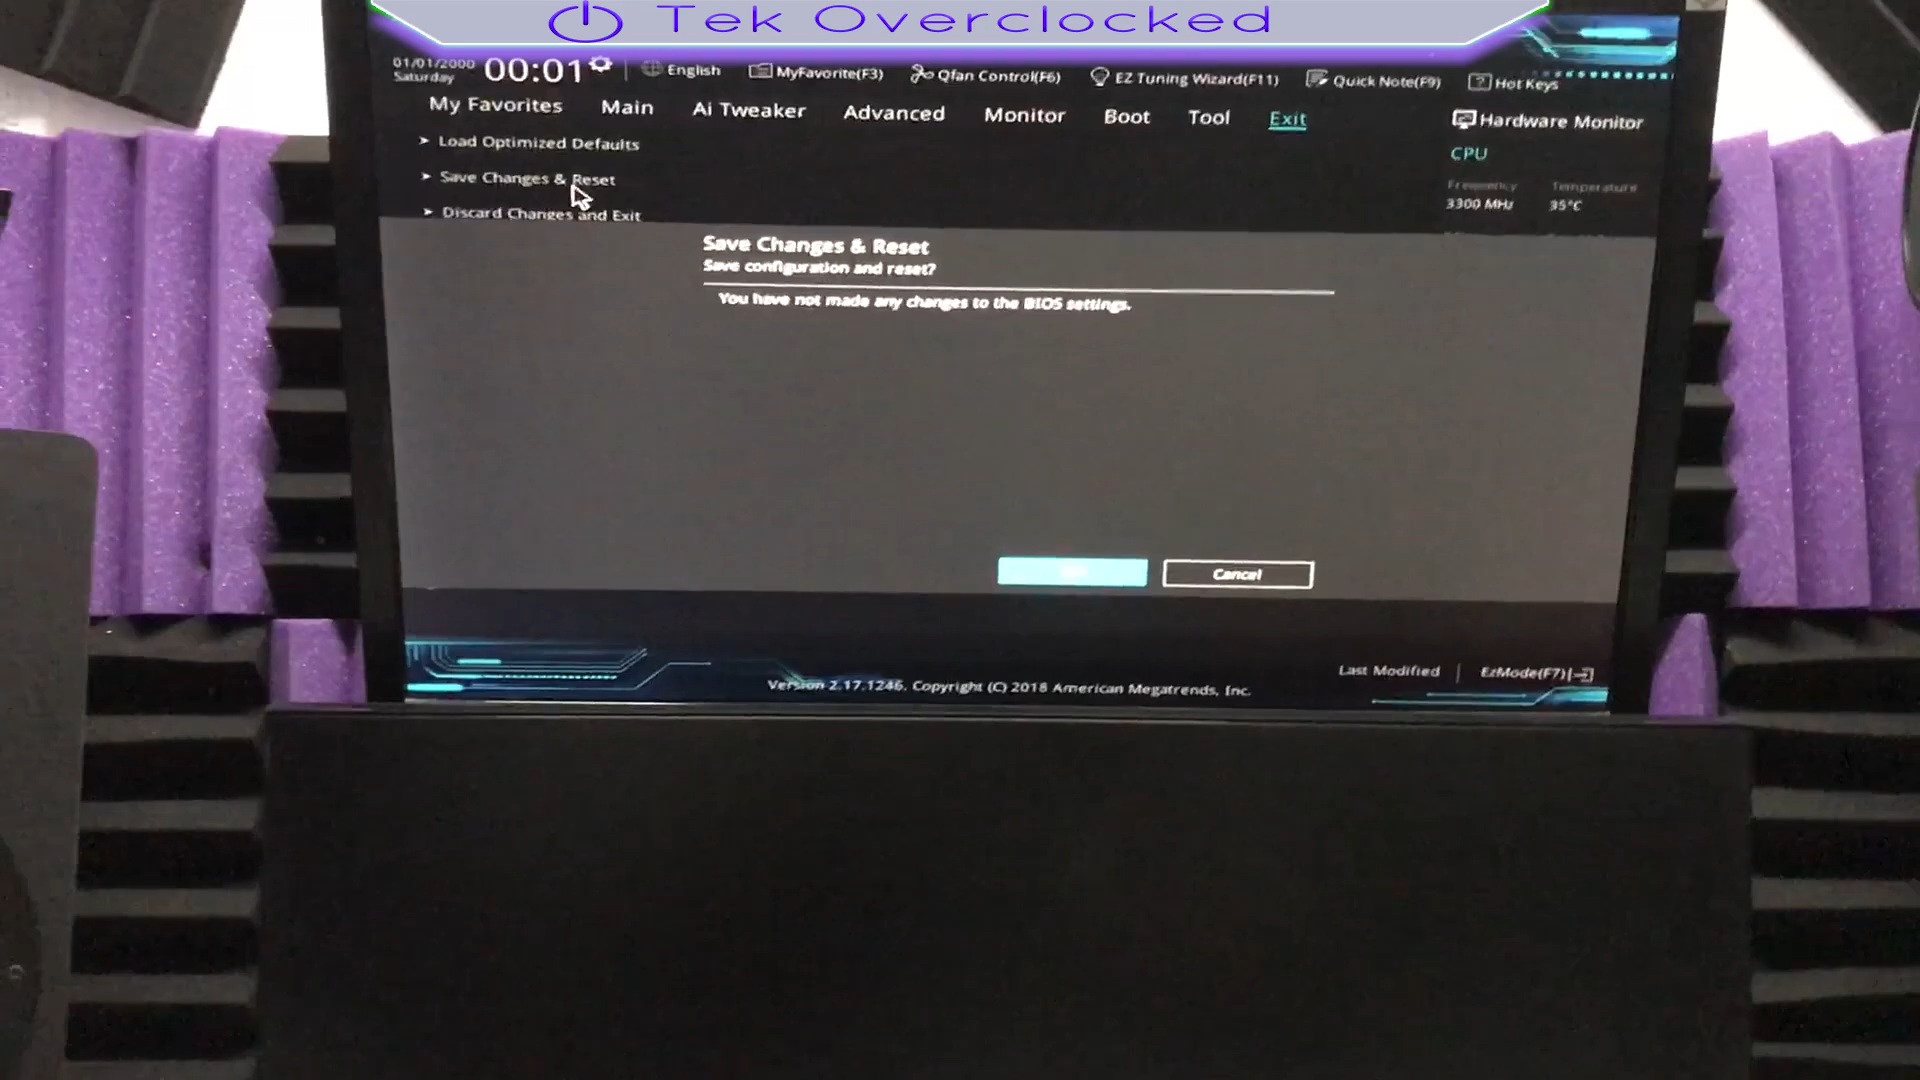 Tek Overclocked
01/01/2000
Saturday
00:01
English
MyFavorite(F3)
Qfan Control(F6)
EZ Tuning Wizard(F11)
Quick Note(F9)
? Hot Keys
My Favorites
Main
Ai Tweaker
Advanced
Monitor
Boot
Tool
Exit
Hardware Monitor
> Load Optimized Defaults
> Save Changes & Reset
> Discard Changes and Exit
CPU
Frequency
Temperature
3300 MHz
35°C
Save Changes & Reset
Save configuration and reset?
You have not made any changes to the BIOS settings.
Cancel
Last Modified
EzMode(F7)
Version 2.17.1246. Copyright (C) 2018 American Megatrends, Inc.